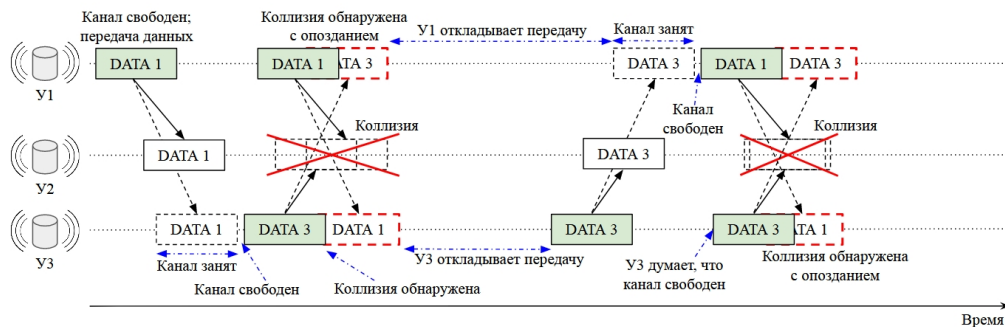 Канал свободен;
передача данных
Коллизия обнаружена
с опозданием
У1 откладывает передачу
Канал занят
DATA 1
DATA 1
DATA 3
DATA 3
DATA 1
DATA 3
У1
Канал
свободен
Коллизия
Коллизия
DATA 1
DATA 3
У2
DATA 1
DATA 3
DATA 1
DATA 3
DATA 3
DATA 1
У3
Канал занят
У3 откладывает передачу
У3 думает, что
канал свободен
Коллизия обнаружена
с опозданием
Канал свободен
Коллизия обнаружена
Время